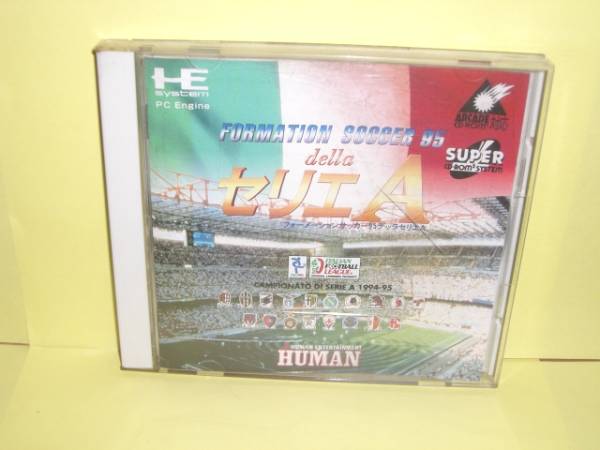 HE
system
PC Engine
ARCADE
CD-ROM²
SUPER
CD-ROM² SYSTEM
FORMATION SOCCER 95
della
セリエA
フォーメーションサッカー95デッラセリエA
ITALIAN
FOOTBALL
LEAGUE
CAMPIONATO DI SERIE A 1994-95
HUMAN ENTERTAINMENT
HUMAN